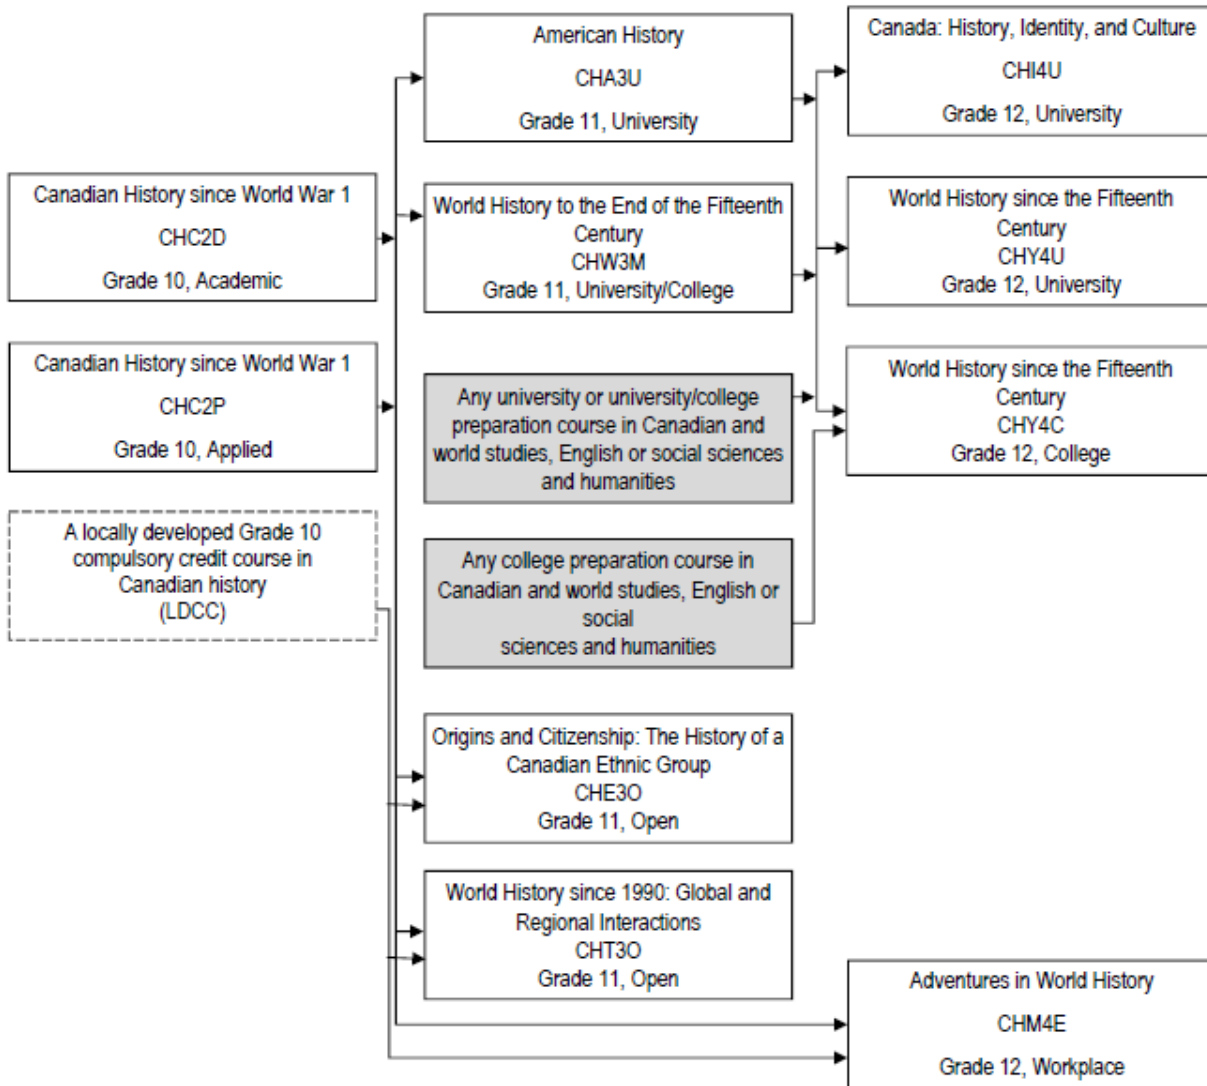 American History
CHA3U
Grade 11, University
Canada: History, Identity, and Culture
CHI4U
Grade 12, University
Canadian History since World War 1
CHC2D
Grade 10, Academic
World History to the End of the Fifteenth
Century
CHW3M
Grade 11, University/College
World History since the Fifteenth
Century
CHY4U
Grade 12, University
Canadian History since World War 1
CHC2P
Grade 10, Applied
Any university or university/college
preparation course in Canadian and
world studies, English or social sciences
and humanities
World History since the Fifteenth
Century
CHY4C
Grade 12, College
A locally developed Grade 10
compulsory credit course in
Canadian history
(LDCC)
Any college preparation course in
Canadian and world studies, English or
social
sciences and humanities
Origins and Citizenship: The History of a
Canadian Ethnic Group
CHE3O
Grade 11, Open
World History since 1990: Global and
Regional Interactions
CHT3O
Grade 11, Open
Adventures in World History
CHM4E
Grade 12, Workplace